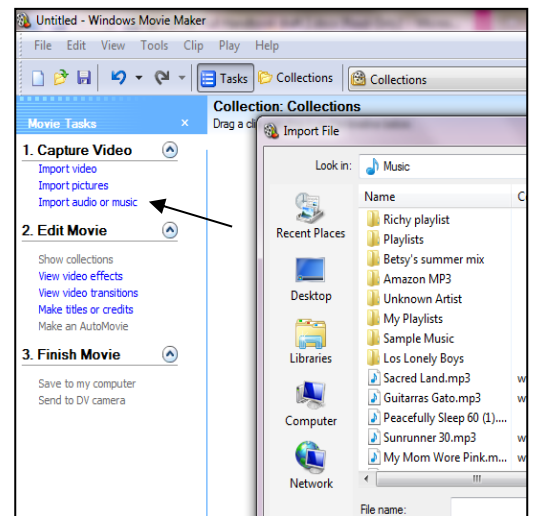 Untitled - Windows Movie Maker
File Edit View Tools Clip Play Help
Tasks Collections Collections
Movie Tasks ×
1. Capture Video
Import video
Import pictures
Import audio or music
2. Edit Movie
Show collections
View video effects
View video transitions
Make titles or credits
Make an AutoMovie
3. Finish Movie
Save to my computer
Send to DV camera
Collection: Collections
Drag a
Import File
Look in: Music
Recent Places
Desktop
Libraries
Computer
Network
Name
Richy playlist
Playlists
Betsy's summer mix
Amazon MP3
Unknown Artist
My Playlists
Sample Music
Los Lonely Boys
Sacred Land.mp3
Guitarras Gato.mp3
Peacefully Sleep 60 (1)....
Sunrunner 30.mp3
My Mom Wore Pink.m...
File name: